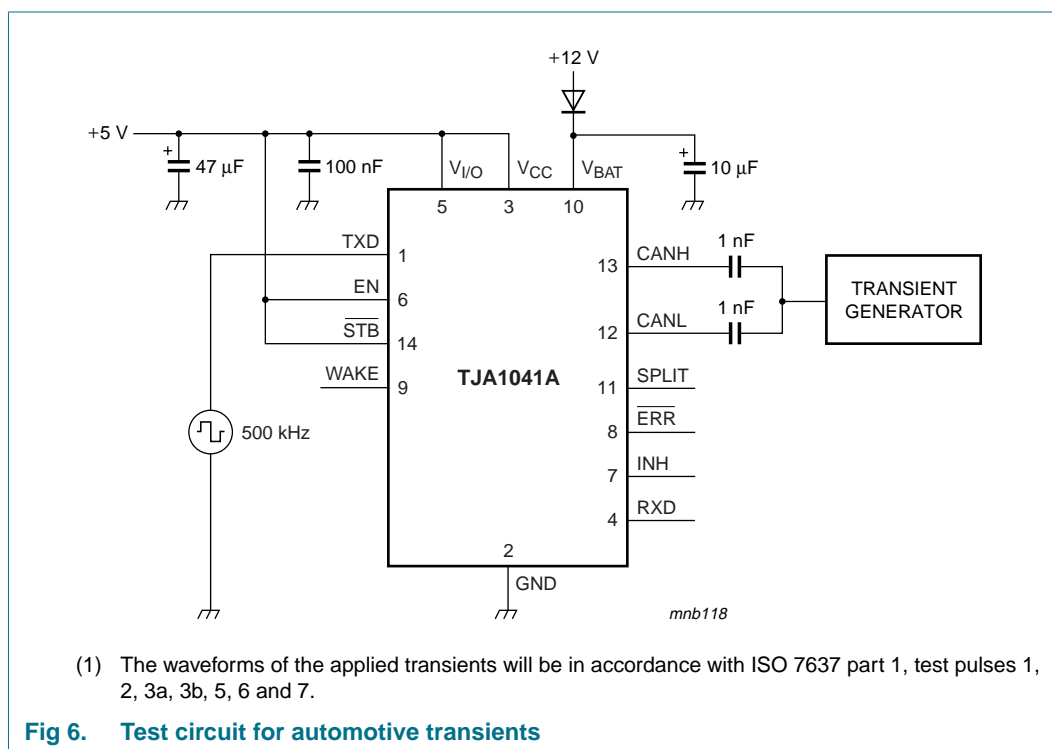 +12 V
+5 V
+
47 μF
100 nF
V I/O
V CC
V BAT
+
10 μF
5
3
10
TXD
1
13
CANH
1 nF
EN
6
TRANSIENT
GENERATOR
STB
14
12
CANL
1 nF
WAKE
9
TJA1041A
11
SPLIT
8
ERR
500 kHz
7
INH
4
RXD
2
GND
mnb118
(1) The waveforms of the applied transients will be in accordance with ISO 7637 part 1, test pulses 1,
2, 3a, 3b, 5, 6 and 7.
Fig 6. Test circuit for automotive transients